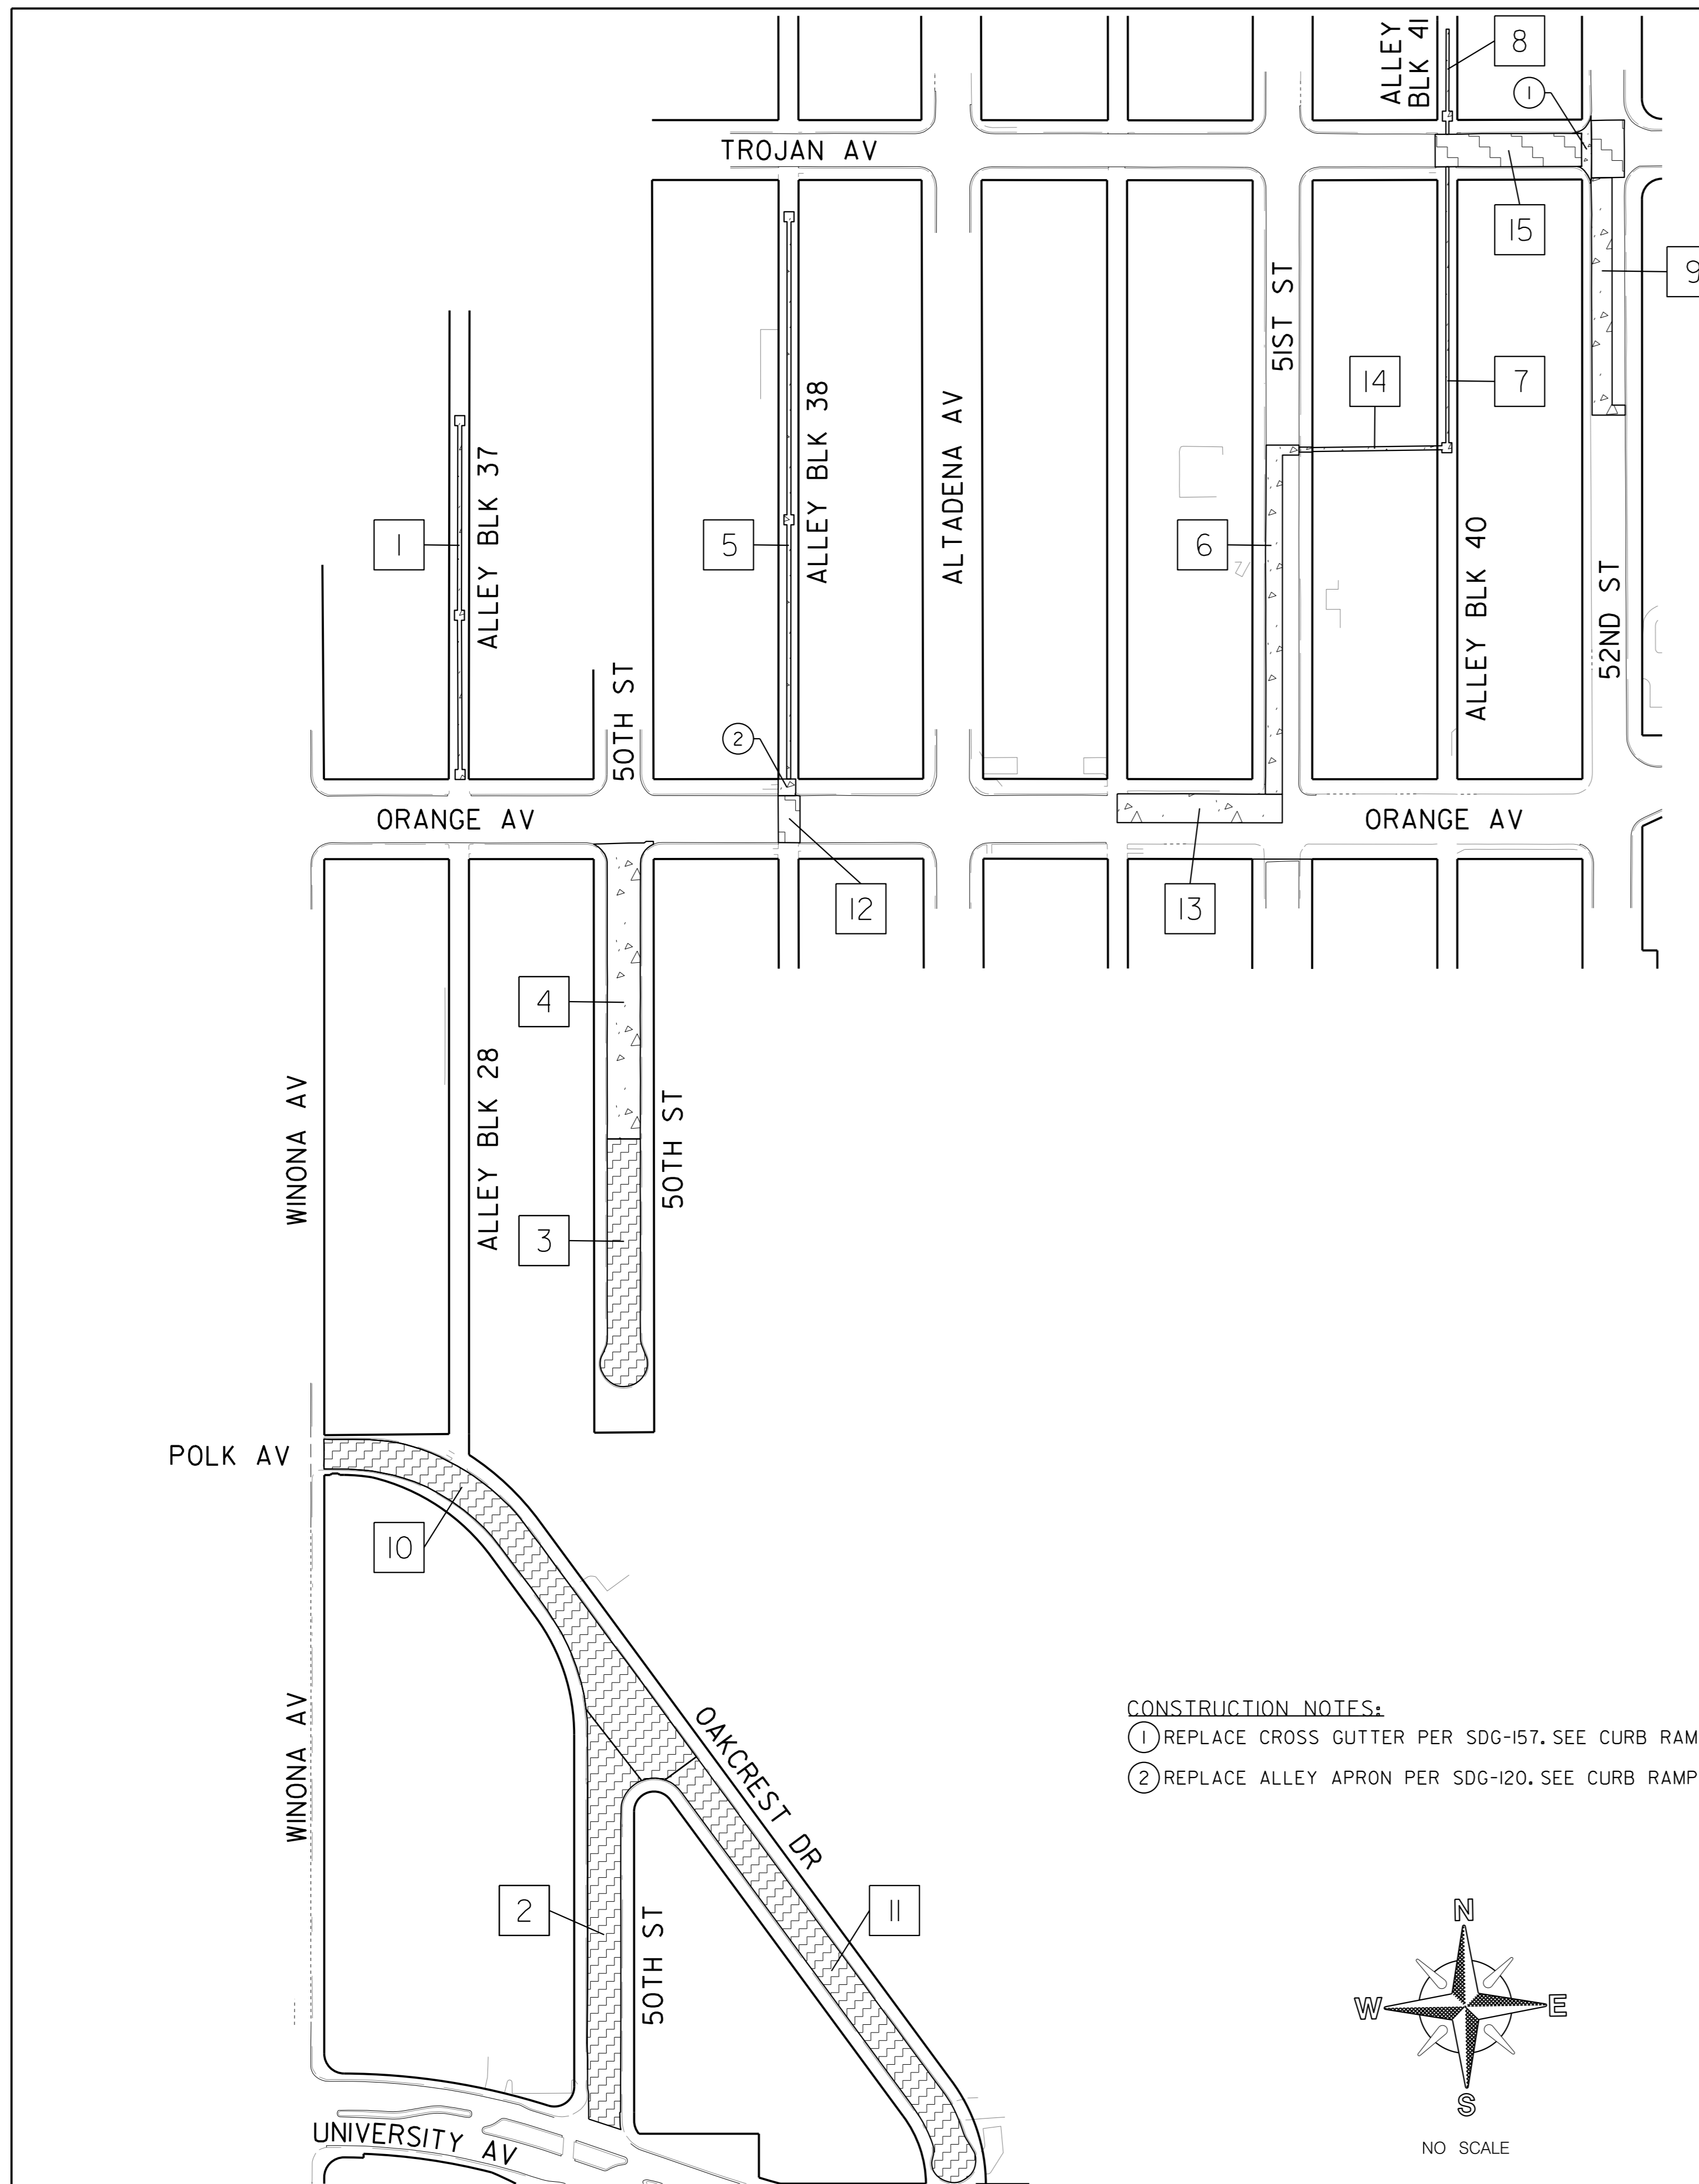 ALLEY
BLK 41
8
1
TROJAN AV
15
9
51ST ST
14
7
ALLEY BLK 38
ALTADENA AV
ALLEY BLK 37
1
5
6
ALLEY BLK 40
52ND ST
50TH ST
2
ORANGE AV
ORANGE AV
12
13
4
WINONA AV
ALLEY BLK 28
50TH ST
3
POLK AV
10
WINONA AV
OAKCREST DR
2
11
50TH ST
UNIVERSITY AV
CONSTRUCTION NOTES:
1 REPLACE CROSS GUTTER PER SDG-157. SEE CURB RAM
2 REPLACE ALLEY APRON PER SDG-120. SEE CURB RAMP
N
W E
S
NO SCALE